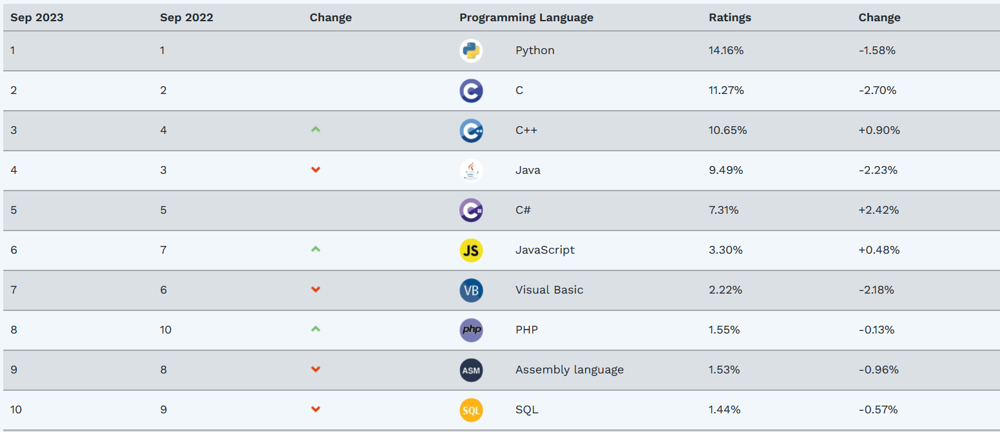 Sep 2023 Sep 2022 Change Programming Language Ratings Change
1 1 Python 14.16% -1.58%
2 2 C C 11.27% -2.70%
3 4 C++ C++ 10.65% +0.90%
4 3 Java 9.49% -2.23%
5 5 C# C# 7.31% +2.42%
6 7 JS JavaScript 3.30% +0.48%
7 6 VB Visual Basic 2.22% -2.18%
8 10 php PHP 1.55% -0.13%
9 8 ASM Assembly language 1.53% -0.96%
10 9 SQL SQL 1.44% -0.57%